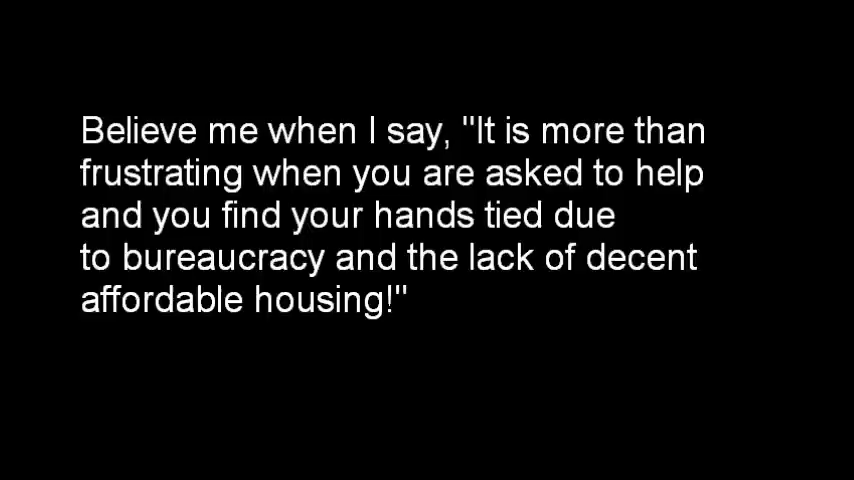 Believe me when I say, "It is more than
frustrating when you are asked to help
and you find your hands tied due
to bureaucracy and the lack of decent
affordable housing!"